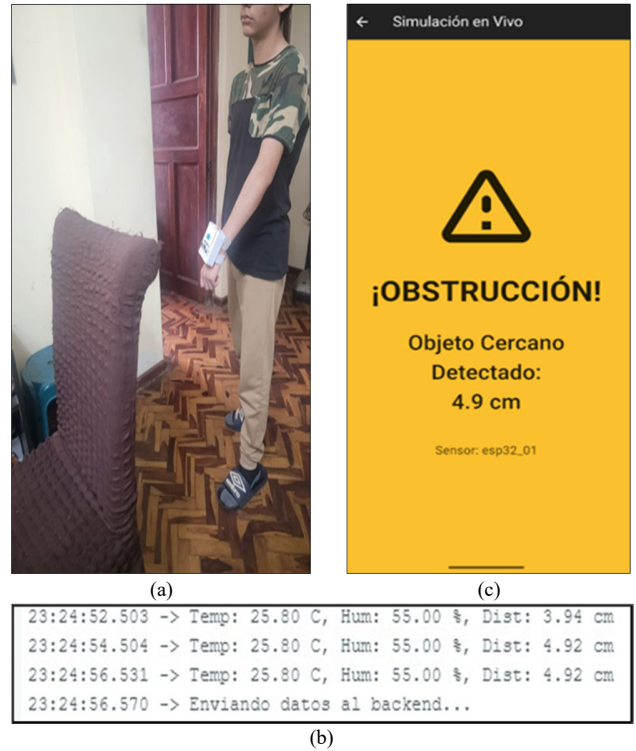 ← Simulación en Vivo
¡OBSTRUCCIÓN!
Objeto Cercano
Detectado:
4.9 cm
Sensor: esp32_01
(a)
(c)
23:24:52.503 -> Temp: 25.80 C, Hum: 55.00 %, Dist: 3.94 cm
23:24:54.504 -> Temp: 25.80 C, Hum: 55.00 %, Dist: 4.92 cm
23:24:56.531 -> Temp: 25.80 C, Hum: 55.00 %, Dist: 4.92 cm
23:24:56.570 -> Enviando datos al backend...
(b)